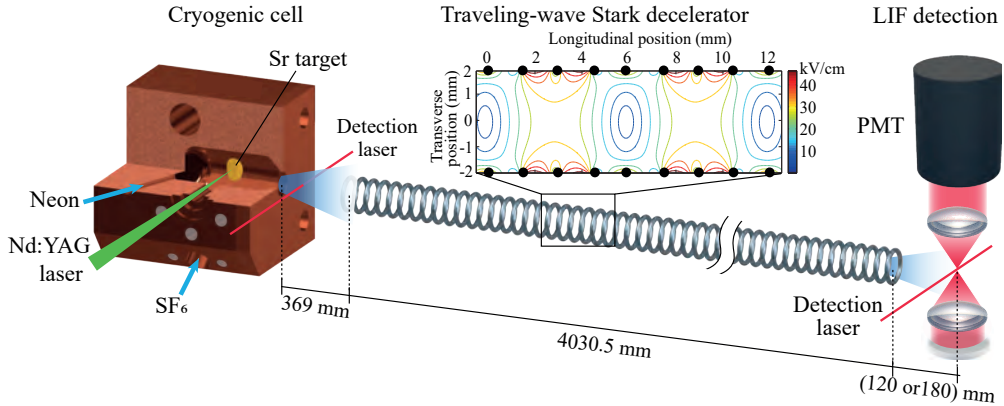 Cryogenic cell
Traveling-wave Stark decelerator
LIF detection
Longitudinal position (mm)
0 2 4 6 8 10 12
kV/cm
40
30
20
10
Transverse
position (mm)
2
1
0
-1
-2
Sr target
Detection
laser
PMT
Neon
Nd:YAG
laser
SF₆
Detection
laser
369 mm
4030.5 mm
(120 or180) mm